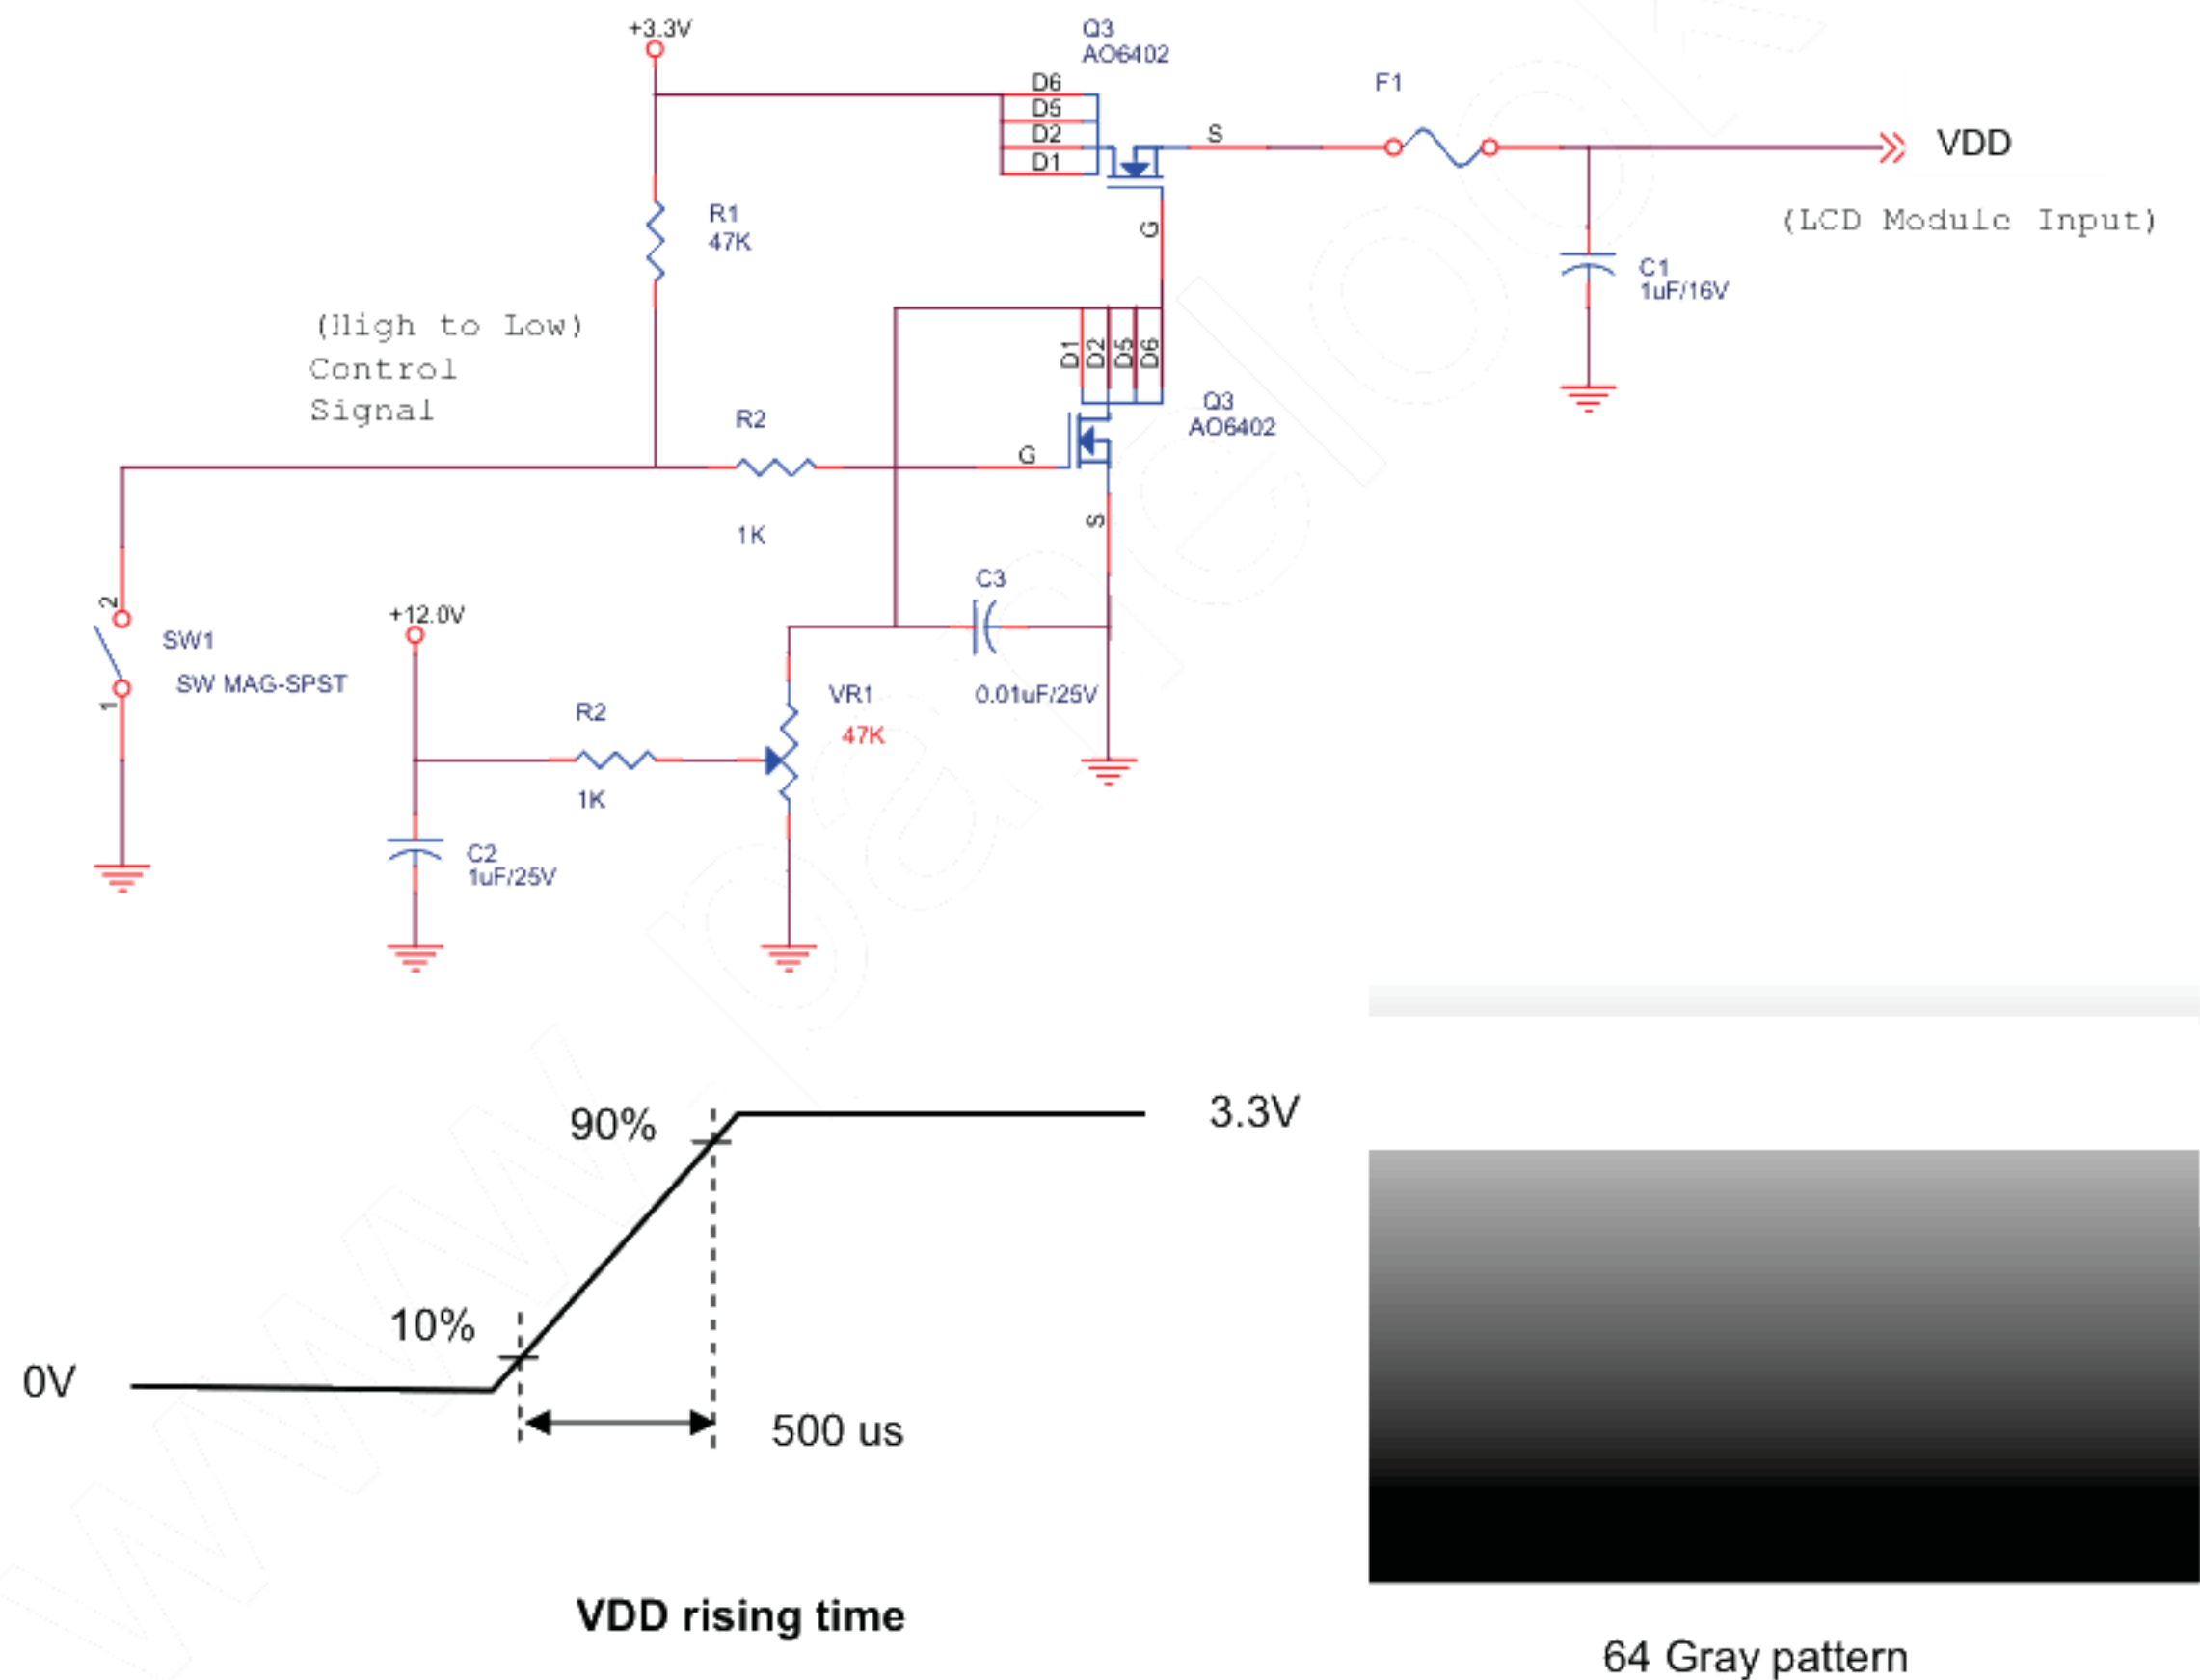 +3.3V
Q3
AO6402
F1
D6
D5
D2
D1
S
VDD
(LCD Module Input)
G
R1
47K
C1
1uF/16V
(High to Low)
Control
Signal
D1
D2
D5
D6
Q3
AO6402
R2
G
1K
S
C3
2
+12.0V
SW1
SW MAG-SPST
1
R2
VR1
47K
0.01uF/25V
1K
C2
1uF/25V
90%
3.3V
10%
0V
500 us
VDD rising time
64 Gray pattern
www.panelook